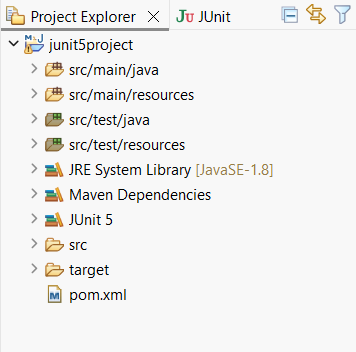 Project Explorer JUnit
junit5project
src/main/java
src/main/resources
src/test/java
src/test/resources
JRE System Library [JavaSE-1.8]
Maven Dependencies
JUnit 5
src
target
pom.xml